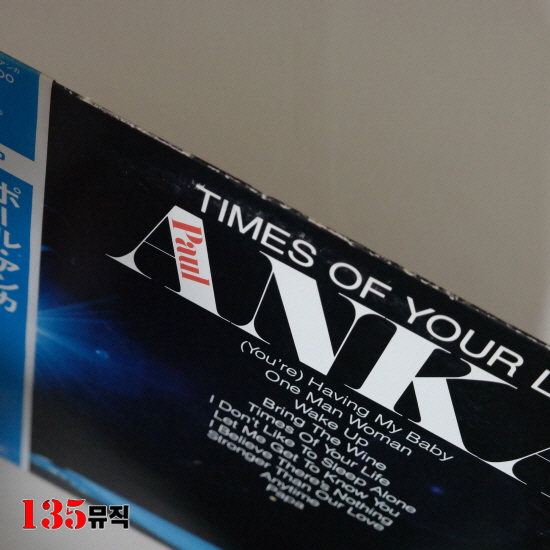 ポール・アンカ
TIMES OF YOUR L
Paul
ANKA
(You're) Having My Baby
One Man Woman
Wake Up
Bring The Wine
Times Of Your Life
I Don't Like To Sleep Alone
Let Me Get To Know You
I Believe There's Nothing
Stronger Than Our Love
Anytime
Papa
135뮤직